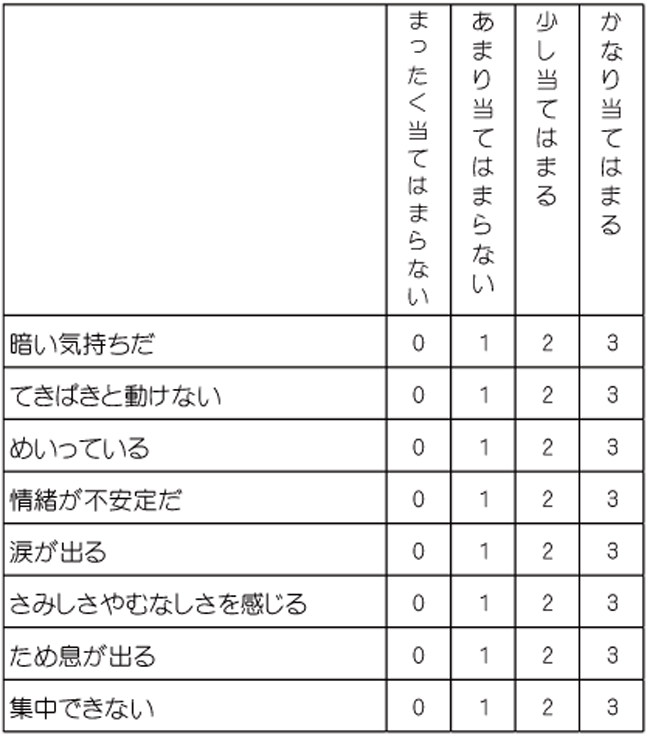 まったく当てはまらない
あまり当てはまらない
少し当てはまる
かなり当てはまる
暗い気持ちだ 0 1 2 3
てきぱきと動けない 0 1 2 3
めいっている 0 1 2 3
情緒が不安定だ 0 1 2 3
涙が出る 0 1 2 3
さみしさやむなしさを感じる 0 1 2 3
ため息が出る 0 1 2 3
集中できない 0 1 2 3